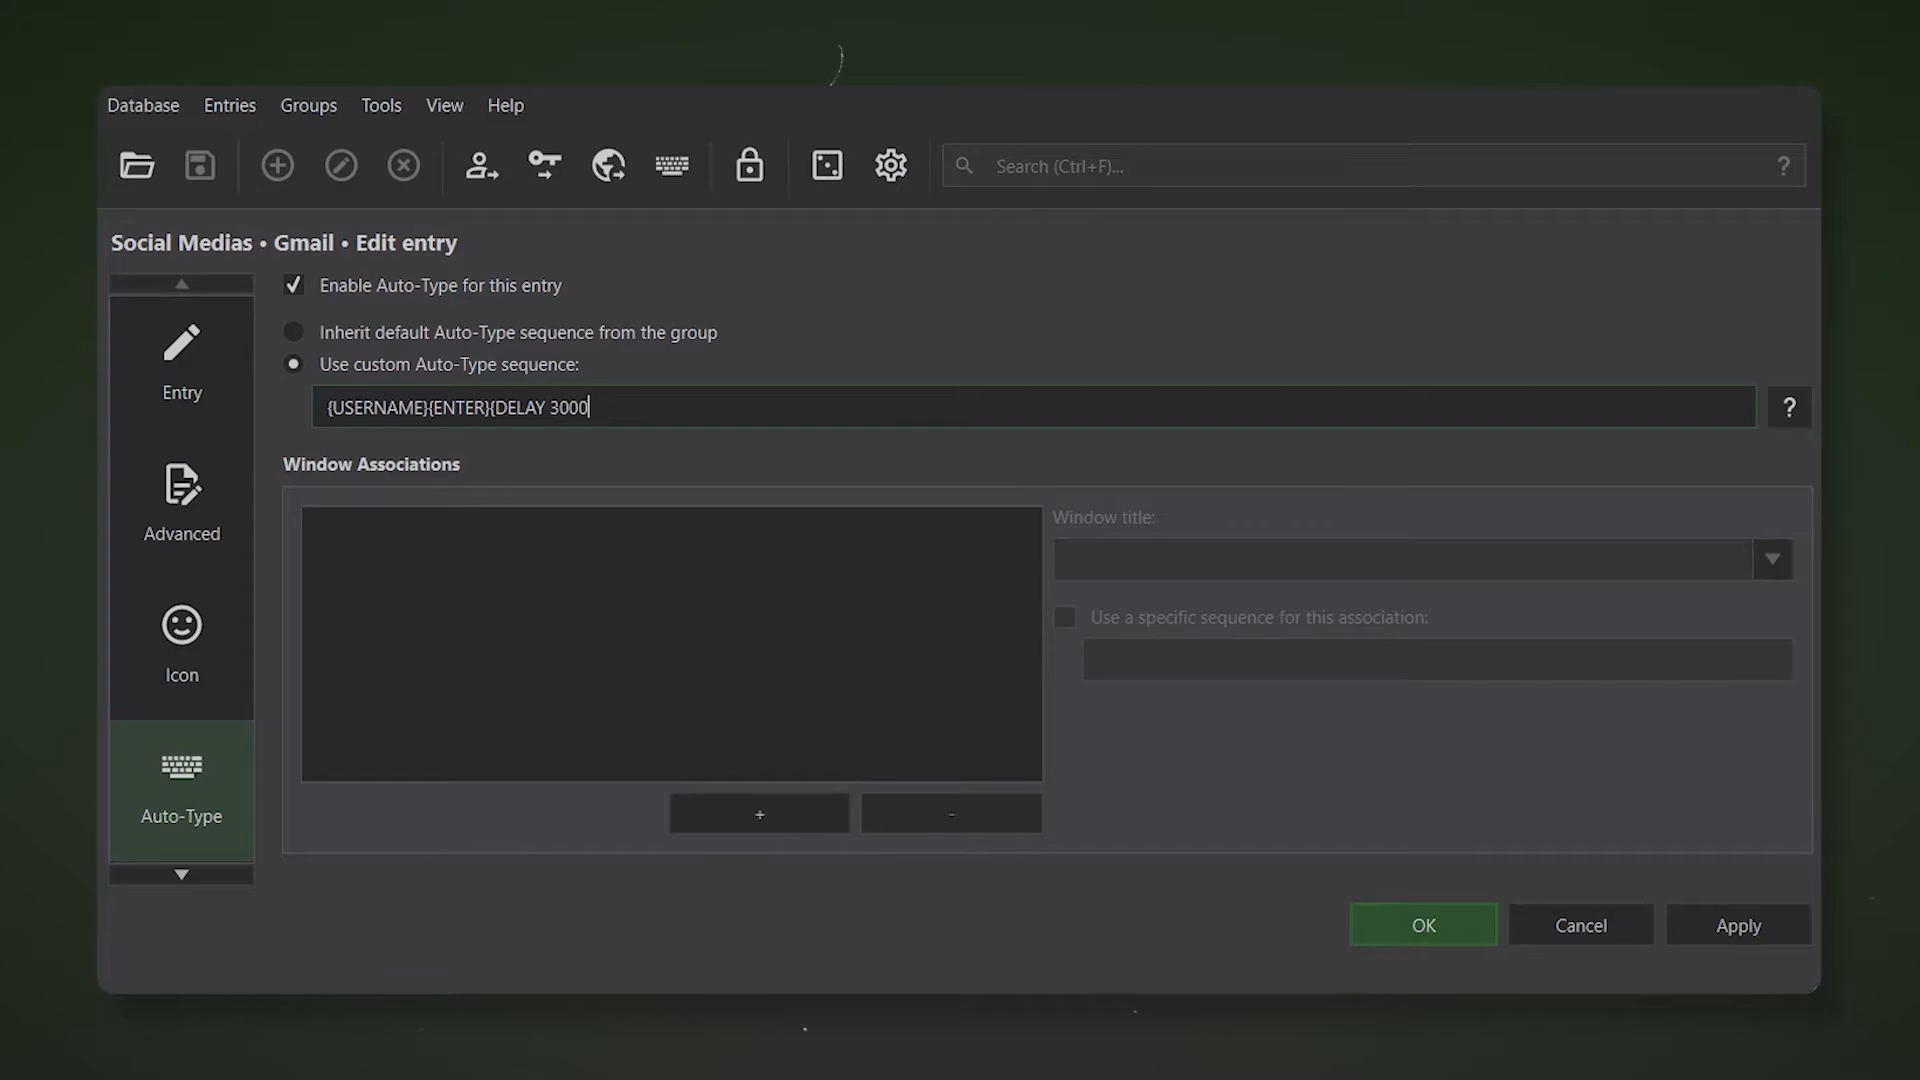 Database Entries Groups Tools View Help
Search (Ctrl+F)... ?
Social Medias • Gmail • Edit entry
Enable Auto-Type for this entry
Inherit default Auto-Type sequence from the group
Use custom Auto-Type sequence:
{USERNAME}{ENTER}{DELAY 3000
?
Entry
Advanced
Icon
Auto-Type
Window Associations
Window title:
Use a specific sequence for this association:
+ -
OK Cancel Apply